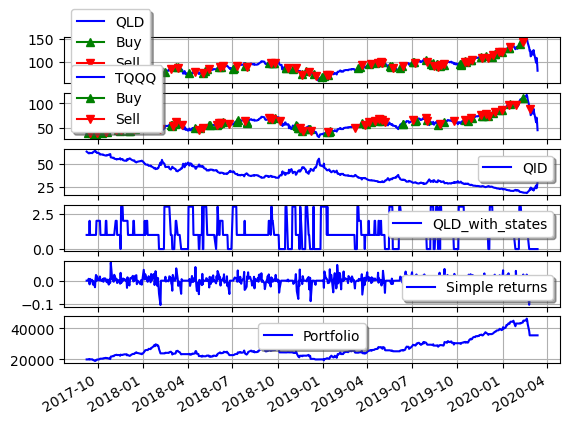 QLD
Buy
Sell
150
100
TQQQ
Buy
Sell
100
50
50
25
QID
2.5
0.0
QLD_with_states
0.0
−0.1
Simple returns
40000
20000
Portfolio
2017-10
2018-01
2018-04
2018-07
2018-10
2019-01
2019-04
2019-07
2019-10
2020-01
2020-04